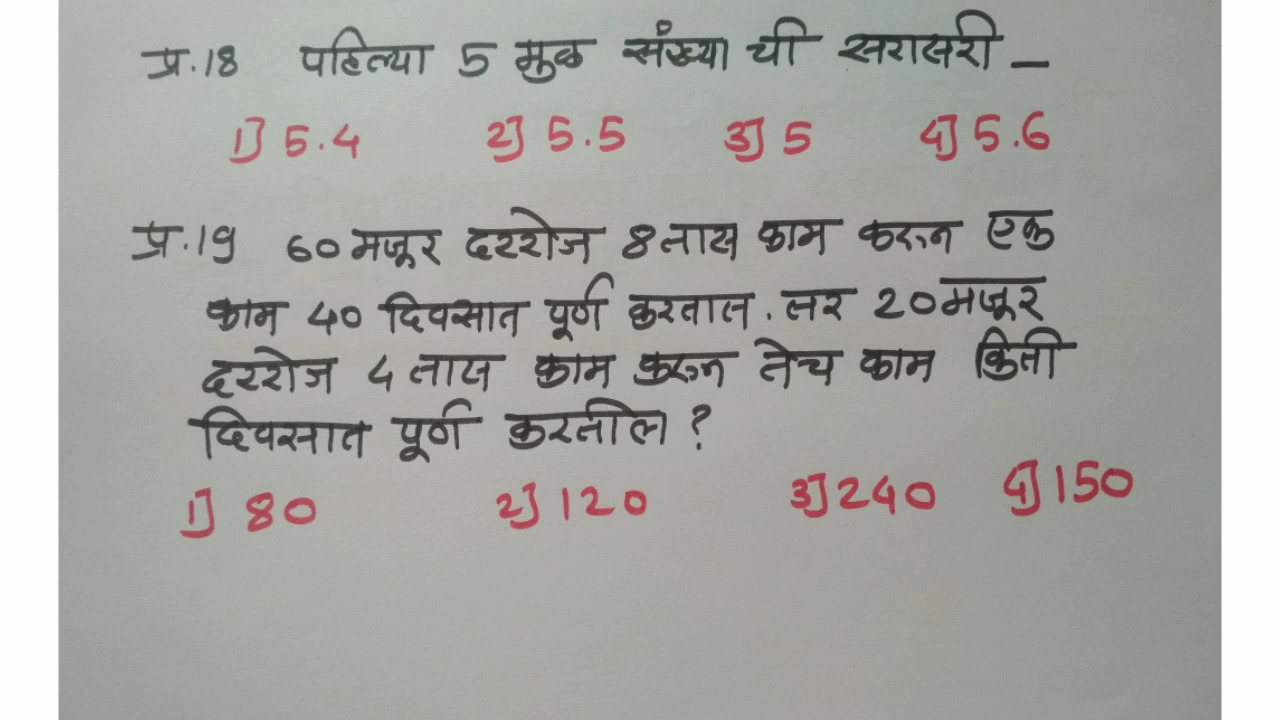 प्र.18 पहिल्या 5 मुळ संख्या ची सरासरी –
1] 5.4 2] 5.5 3] 5 4] 5.6
प्र.19 60 मजूर दररोज 8 तास काम करून एक
काम 40 दिवसात पूर्ण करतात. तर 20 मजूर
दररोज 4 तास काम करून तेच काम किती
दिवसात पूर्ण करतील ?
1] 80 2] 120 3] 240 4] 150